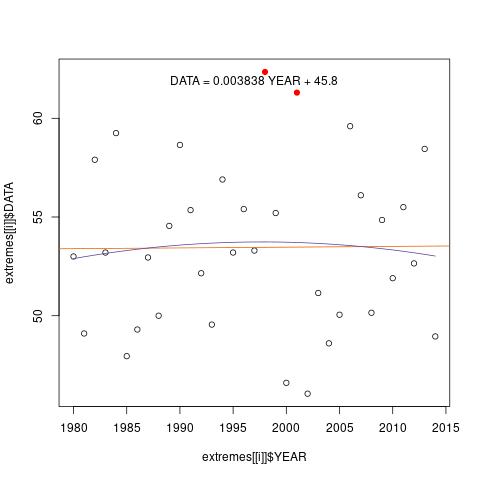 DATA = 0.003838 YEAR + 45.8
60
55
50
extremes[[i]]$DATA
1980 1985 1990 1995 2000 2005 2010 2015
extremes[[i]]$YEAR